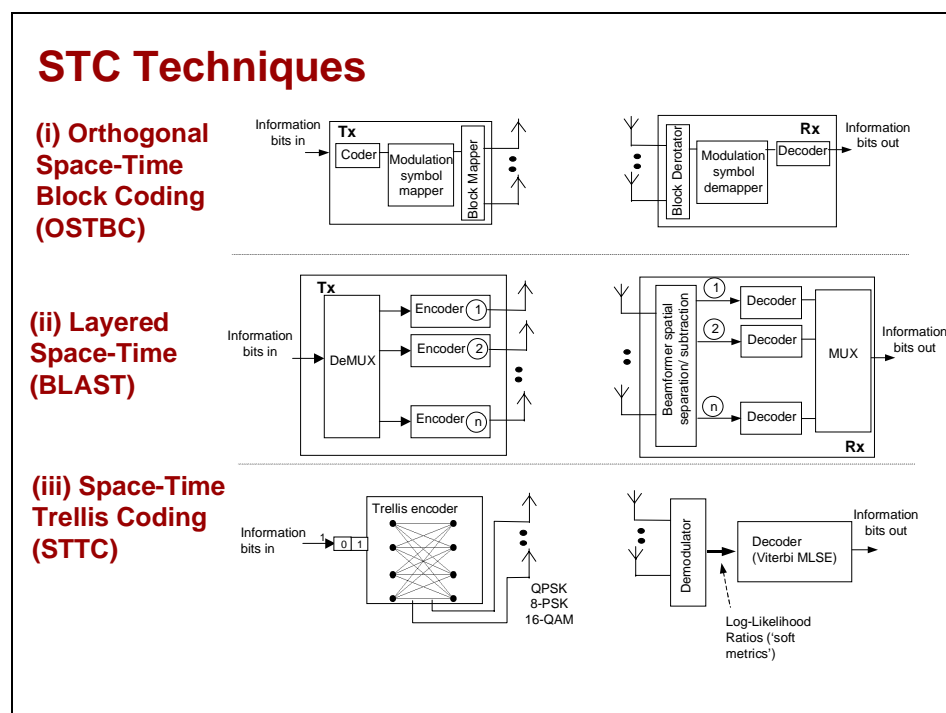 STC Techniques
(i) Orthogonal
Space-Time
Block Coding
(OSTBC)
Information
bits in
Tx
Coder
Modulation
symbol
mapper
Block Mapper
Block Derotator
Modulation
symbol
demapper
Rx
Decoder
Information
bits out
(ii) Layered
Space-Time
(BLAST)
Information
bits in
Tx
DeMUX
Encoder 1
Encoder 2
Encoder n
Beamformer spatial
separation/ subtraction
1
Decoder
2
Decoder
n
Decoder
MUX
Rx
Information
bits out
(iii) Space-Time
Trellis Coding
(STTC)
Information
bits in
1
0 1
Trellis encoder
QPSK
8-PSK
16-QAM
Demodulator
Decoder
(Viterbi MLSE)
Information
bits out
Log-Likelihood
Ratios ('soft
metrics')